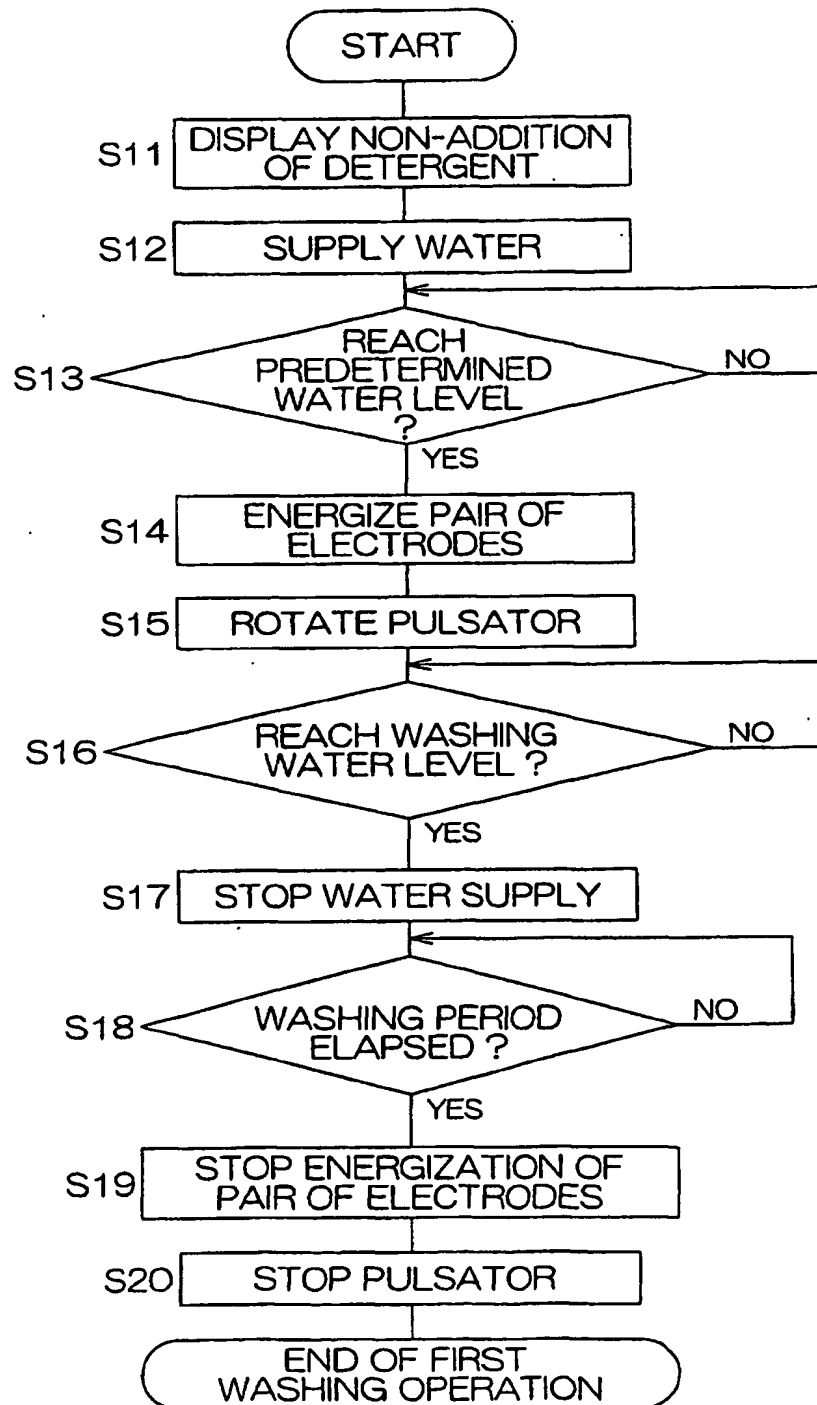 START
S11
DISPLAY NON-ADDITION
OF DETERGENT
S12
SUPPLY WATER
S13
REACH
PREDETERMINED
WATER LEVEL
?
NO
YES
S14
ENERGIZE PAIR OF
ELECTRODES
S15
ROTATE PULSATOR
S16
REACH WASHING
WATER LEVEL ?
NO
YES
S17
STOP WATER SUPPLY
S18
WASHING PERIOD
ELAPSED ?
NO
YES
S19
STOP ENERGIZATION OF
PAIR OF ELECTRODES
S20
STOP PULSATOR
END OF FIRST
WASHING OPERATION